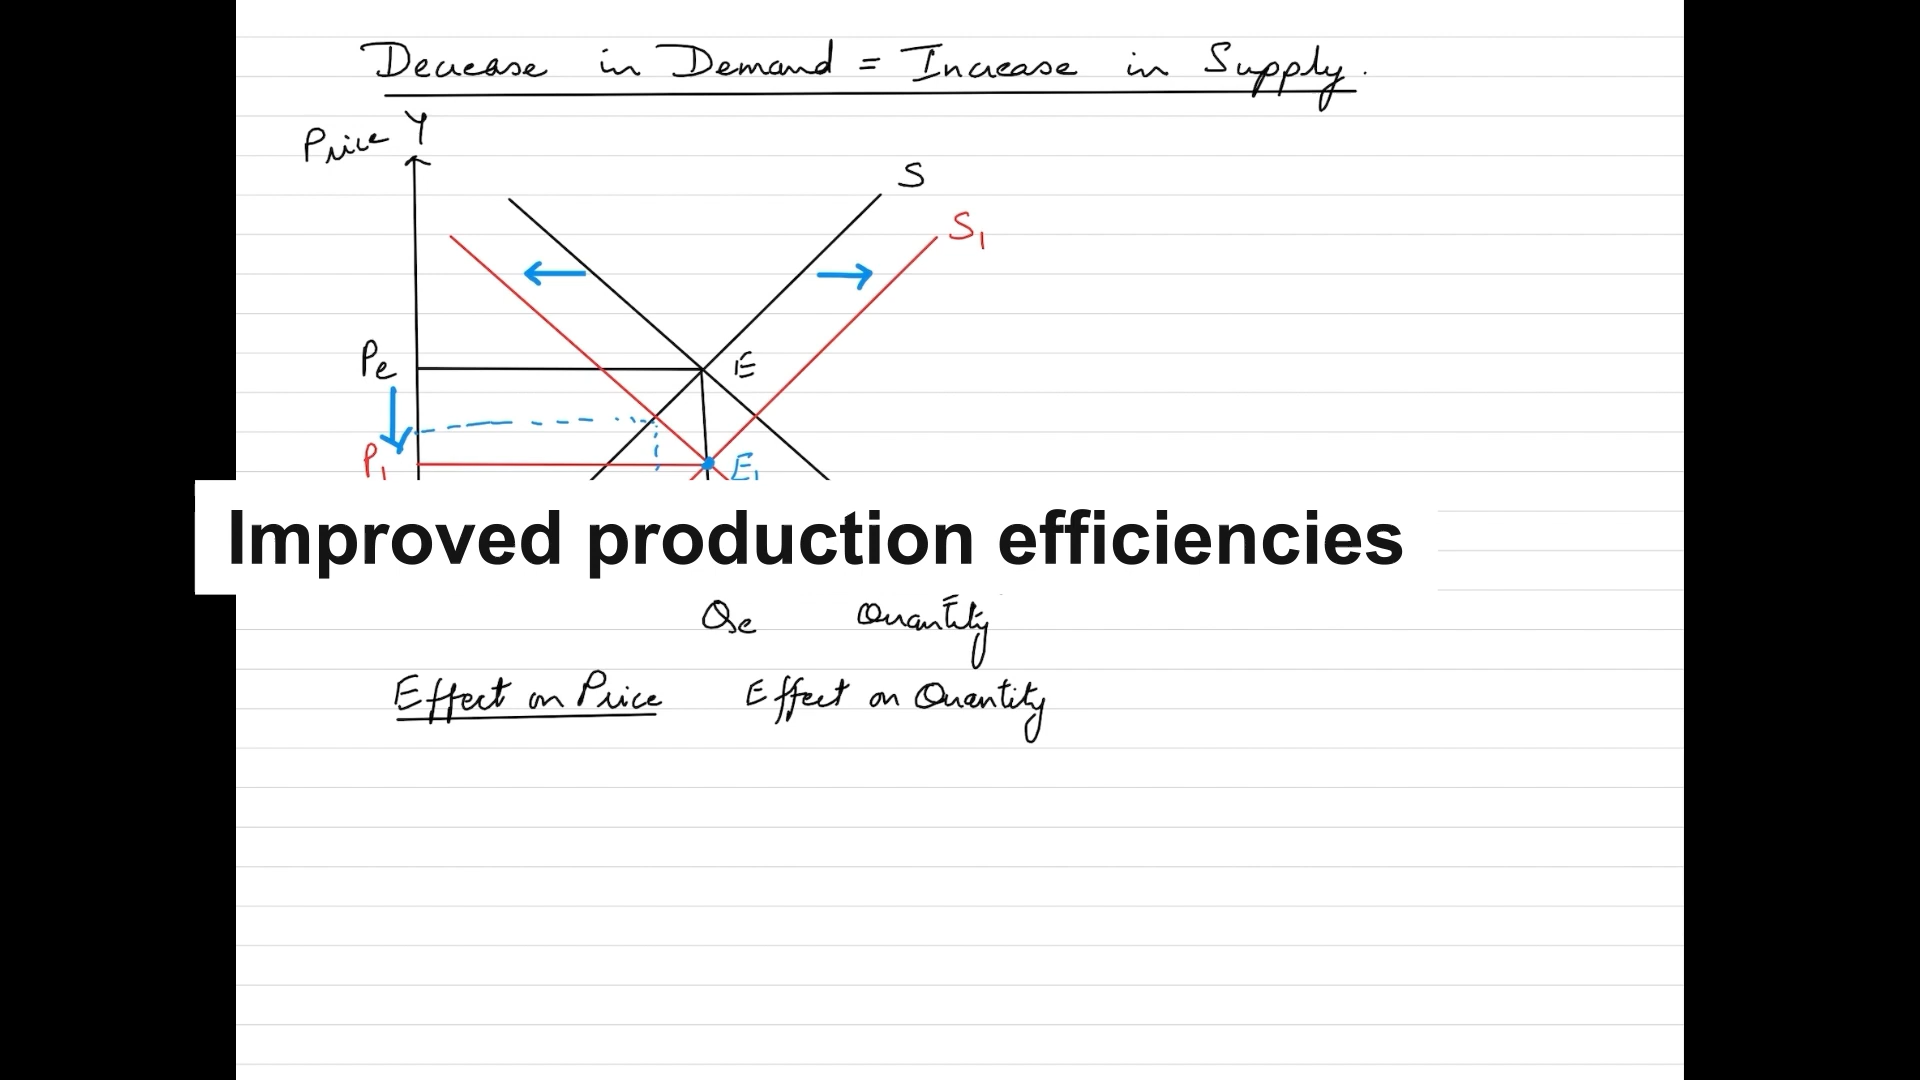 Decrease in Demand = Increase in Supply.
Price Y
S
S1
Pe
E
P1
E1
Improved production efficiencies
Qe Quantity
Effect on Price Effect on Quantity